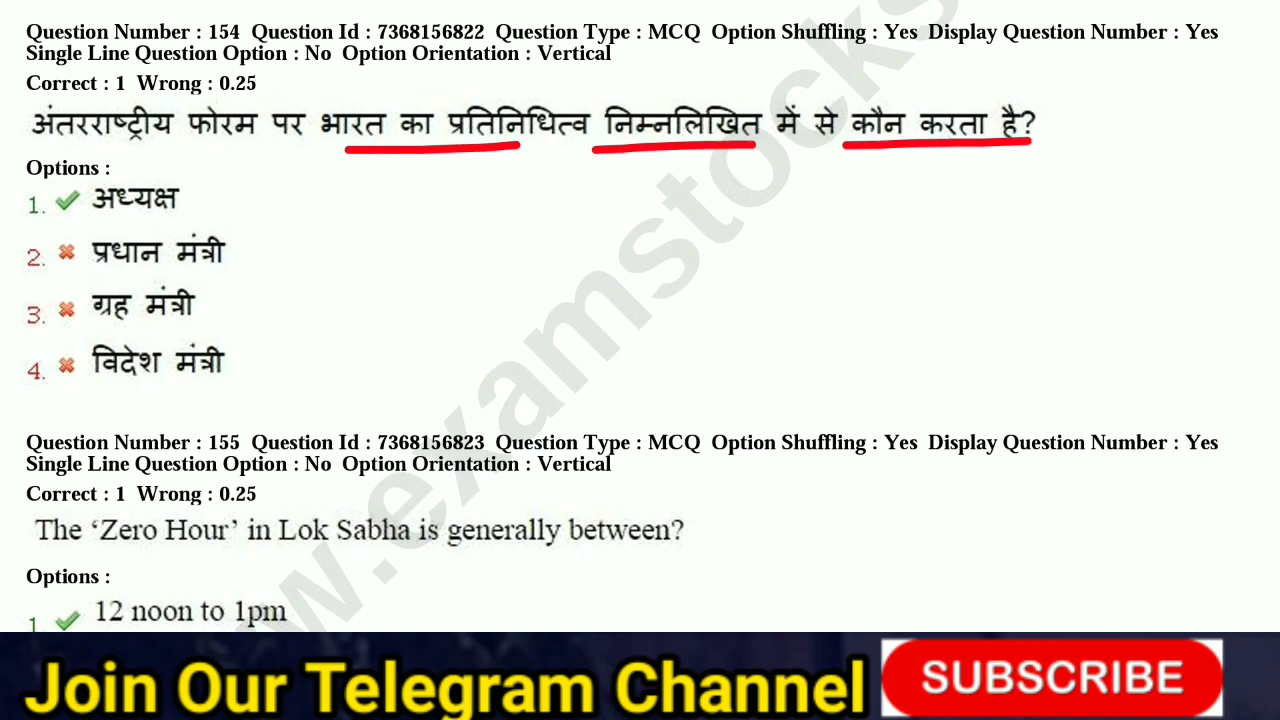 Question Number : 154 Question Id : 7368156822 Question Type : MCQ Option Shuffling : Yes Display Question Number : Yes
Single Line Question Option : No Option Orientation : Vertical
Correct : 1 Wrong : 0.25
अंतरराष्ट्रीय फोरम पर भारत का प्रतिनिधित्व निम्नलिखित में से कौन करता है?
Options :
1. अध्यक्ष
2. प्रधान मंत्री
3. ग्रह मंत्री
4. विदेश मंत्री
Question Number : 155 Question Id : 7368156823 Question Type : MCQ Option Shuffling : Yes Display Question Number : Yes
Single Line Question Option : No Option Orientation : Vertical
Correct : 1 Wrong : 0.25
The ‘Zero Hour’ in Lok Sabha is generally between?
Options :
1. 12 noon to 1pm
w.examstocks
Join Our Telegram Channel
SUBSCRIBE